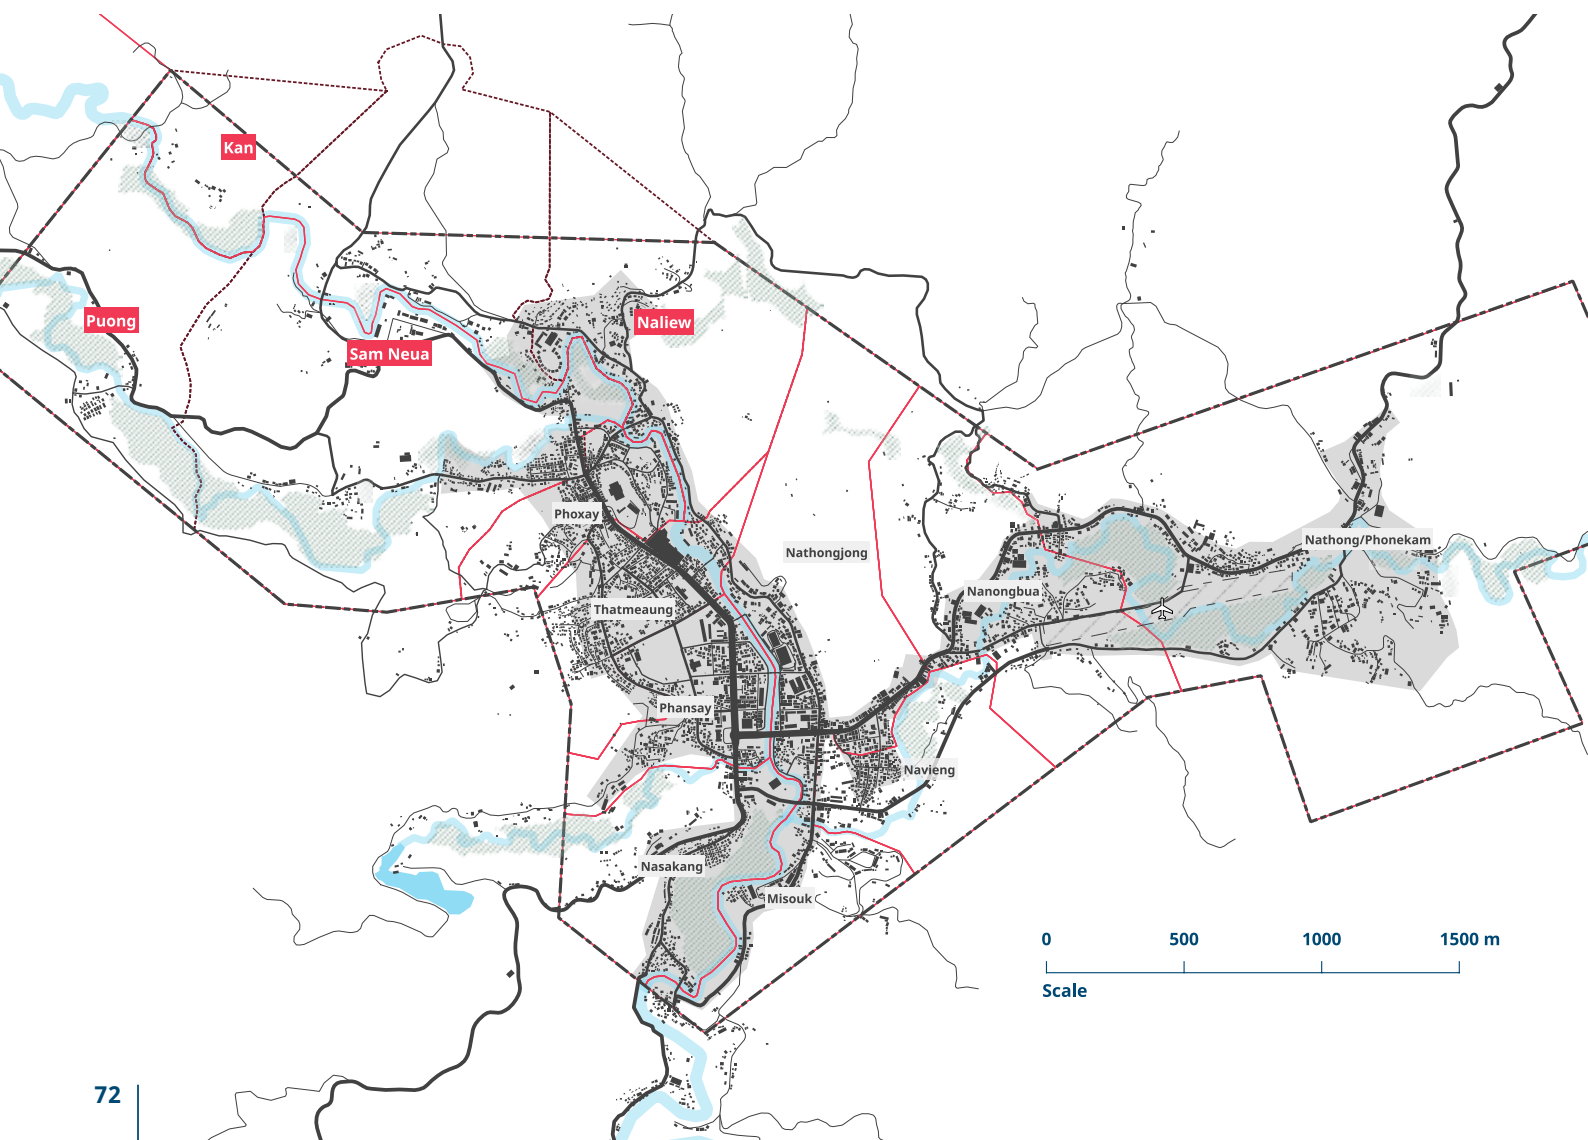 Kan
Puong
Naliew
Sam Neua
Phoxay
Nathongjong
Nathong/Phonekam
Nanongbua
Thatmeaung
Phansay
Navieng
Nasakang
Misouk
0 500 1000 1500 m
Scale
72